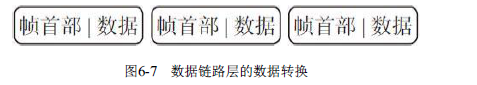 帧首部 | 数据 帧首部 | 数据 帧首部 | 数据
图6-7 数据链路层的数据转换